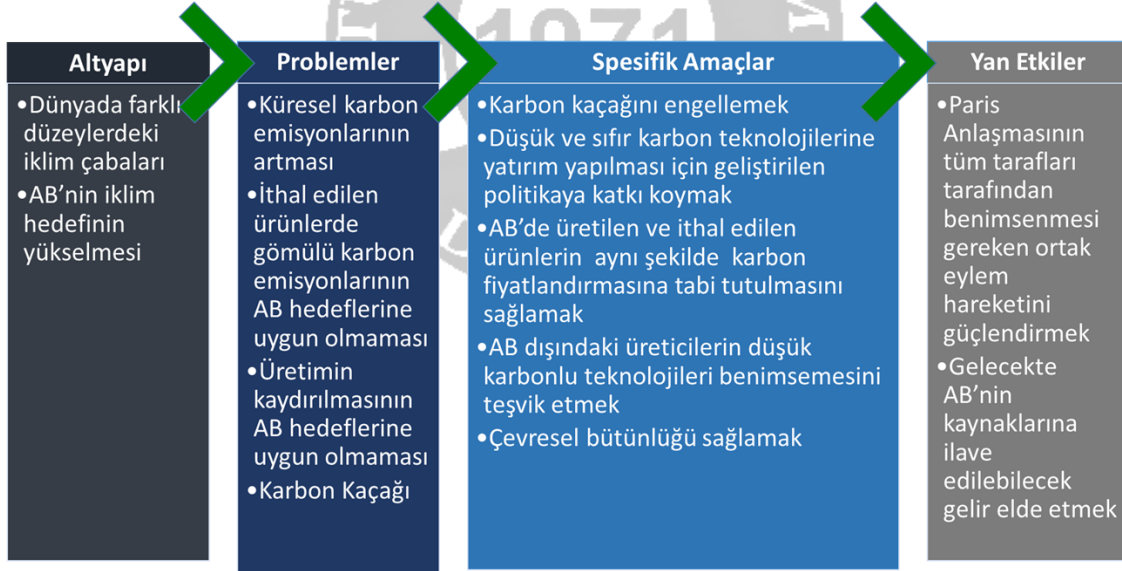 1971
Altyapı
•Dünyada farklı
düzeylerdeki
iklim çabaları
•AB’nin iklim
hedefinin
yükselmesi
Problemler
•Küresel karbon
emisyonlarının
artması
•İthal edilen
ürünlerde
gömülü karbon
emisyonlarının
AB hedeflerine
uygun olmaması
•Üretimin
kaydırılmasının
AB hedeflerine
uygun olmaması
•Karbon Kaçağı
Spesifik Amaçlar
•Karbon kaçağını engellemek
•Düşük ve sıfır karbon teknolojilerine
yatırım yapılması için geliştirilen
politikaya katkı koymak
•AB’de üretilen ve ithal edilen
ürünlerin aynı şekilde karbon
fiyatlandırmasına tabi tutulmasını
sağlamak
•AB dışındaki üreticilerin düşük
karbonlu teknolojileri benimsemesini
teşvik etmek
•Çevresel bütünlüğü sağlamak
Yan Etkiler
•Paris
Anlaşmasının
tüm tarafları
tarafından
benimsenmesi
gereken ortak
eylem
hareketini
güçlendirmek
•Gelecekte
AB’nin
kaynaklarına
ilave
edilebilecek
gelir elde etmek